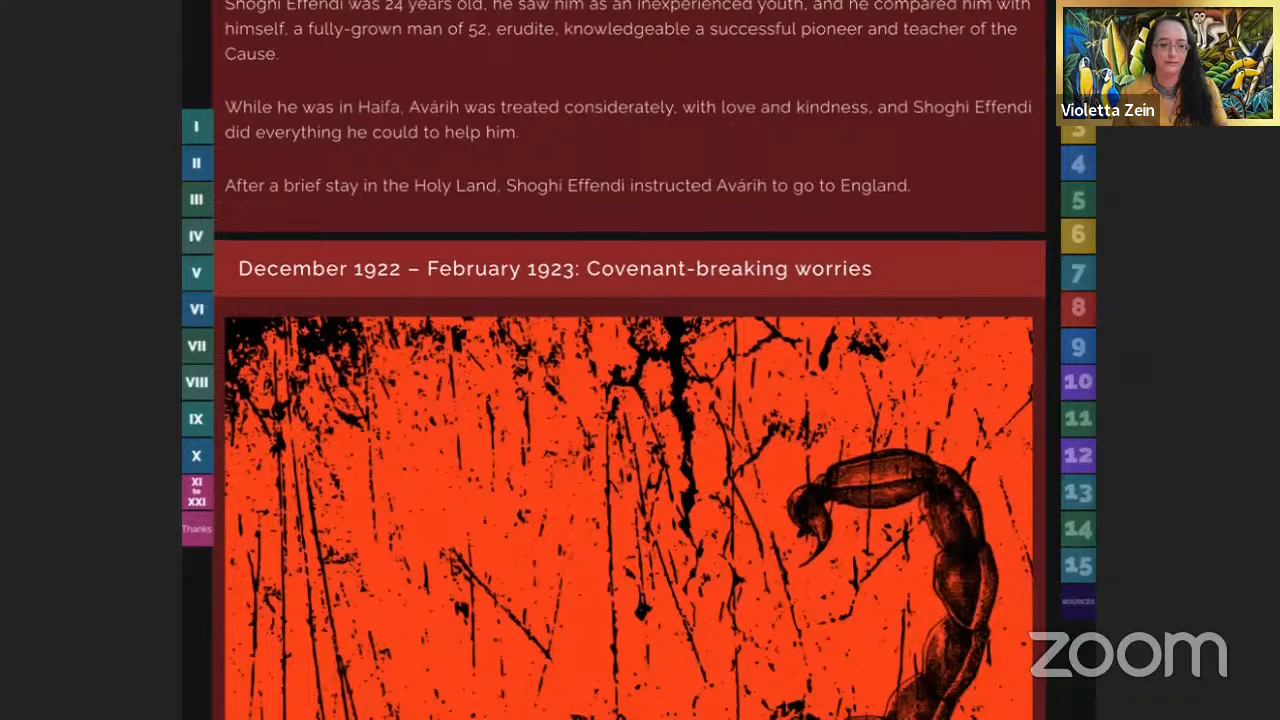 Shoghi Effendi was 24 years old, he saw him as an inexperienced youth, and he compared him with
himself, a fully-grown man of 52, erudite, knowledgeable a successful pioneer and teacher of the
Cause.
While he was in Haifa, Avárih was treated considerately, with love and kindness, and Shoghi Effendi
did everything he could to help him.
After a brief stay in the Holy Land, Shoghi Effendi instructed Avárih to go to England.
December 1922 – February 1923: Covenant-breaking worries
I
II
III
IV
V
VI
VII
VIII
IX
X
XI
to
XXI
Thanks
Violetta Zein
3
4
5
6
7
8
9
10
11
12
13
14
15
SOURCES
zoom